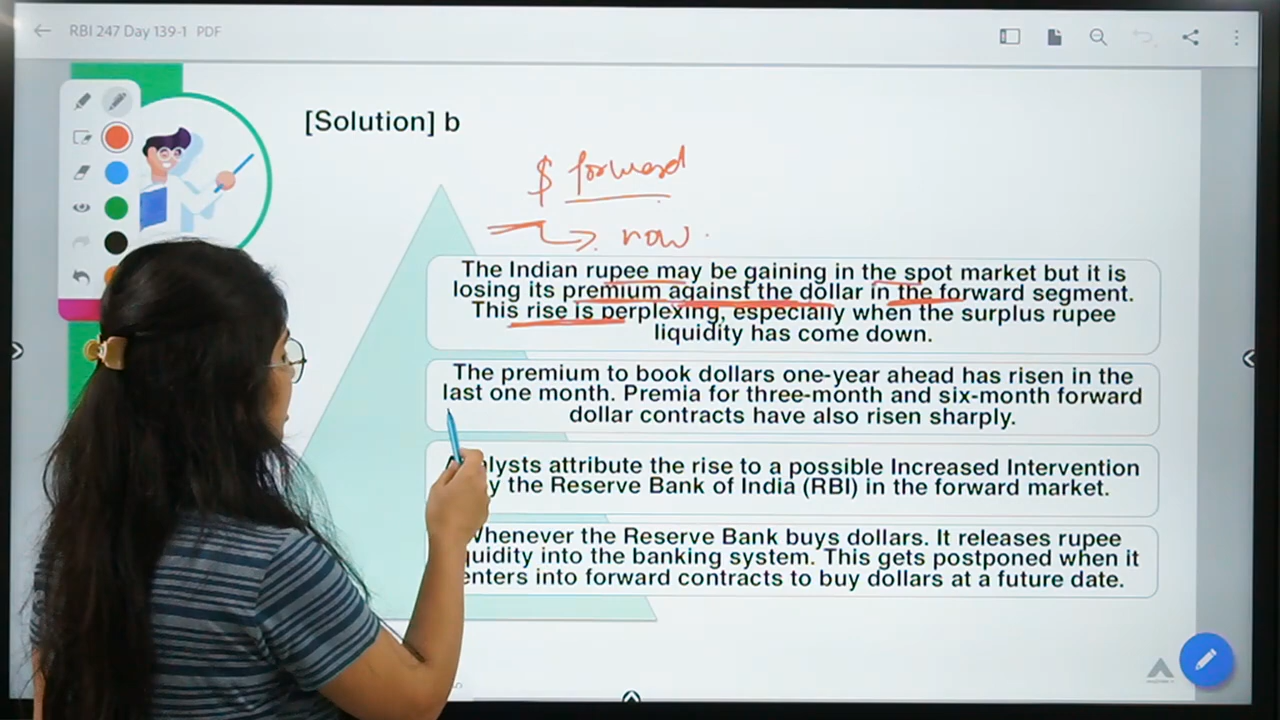 RBI 247 Day 139-1 PDF
[Solution] b
$ forward
now.
The Indian rupee may be gaining in the spot market but it is
losing its premium against the dollar in the forward segment.
This rise is perplexing, especially when the surplus rupee
liquidity has come down.
The premium to book dollars one-year ahead has risen in the
last one month. Premia for three-month and six-month forward
dollar contracts have also risen sharply.
lysts attribute the rise to a possible Increased Intervention
y the Reserve Bank of India (RBI) in the forward market.
Whenever the Reserve Bank buys dollars. It releases rupee
quidity into the banking system. This gets postponed when it
enters into forward contracts to buy dollars at a future date.